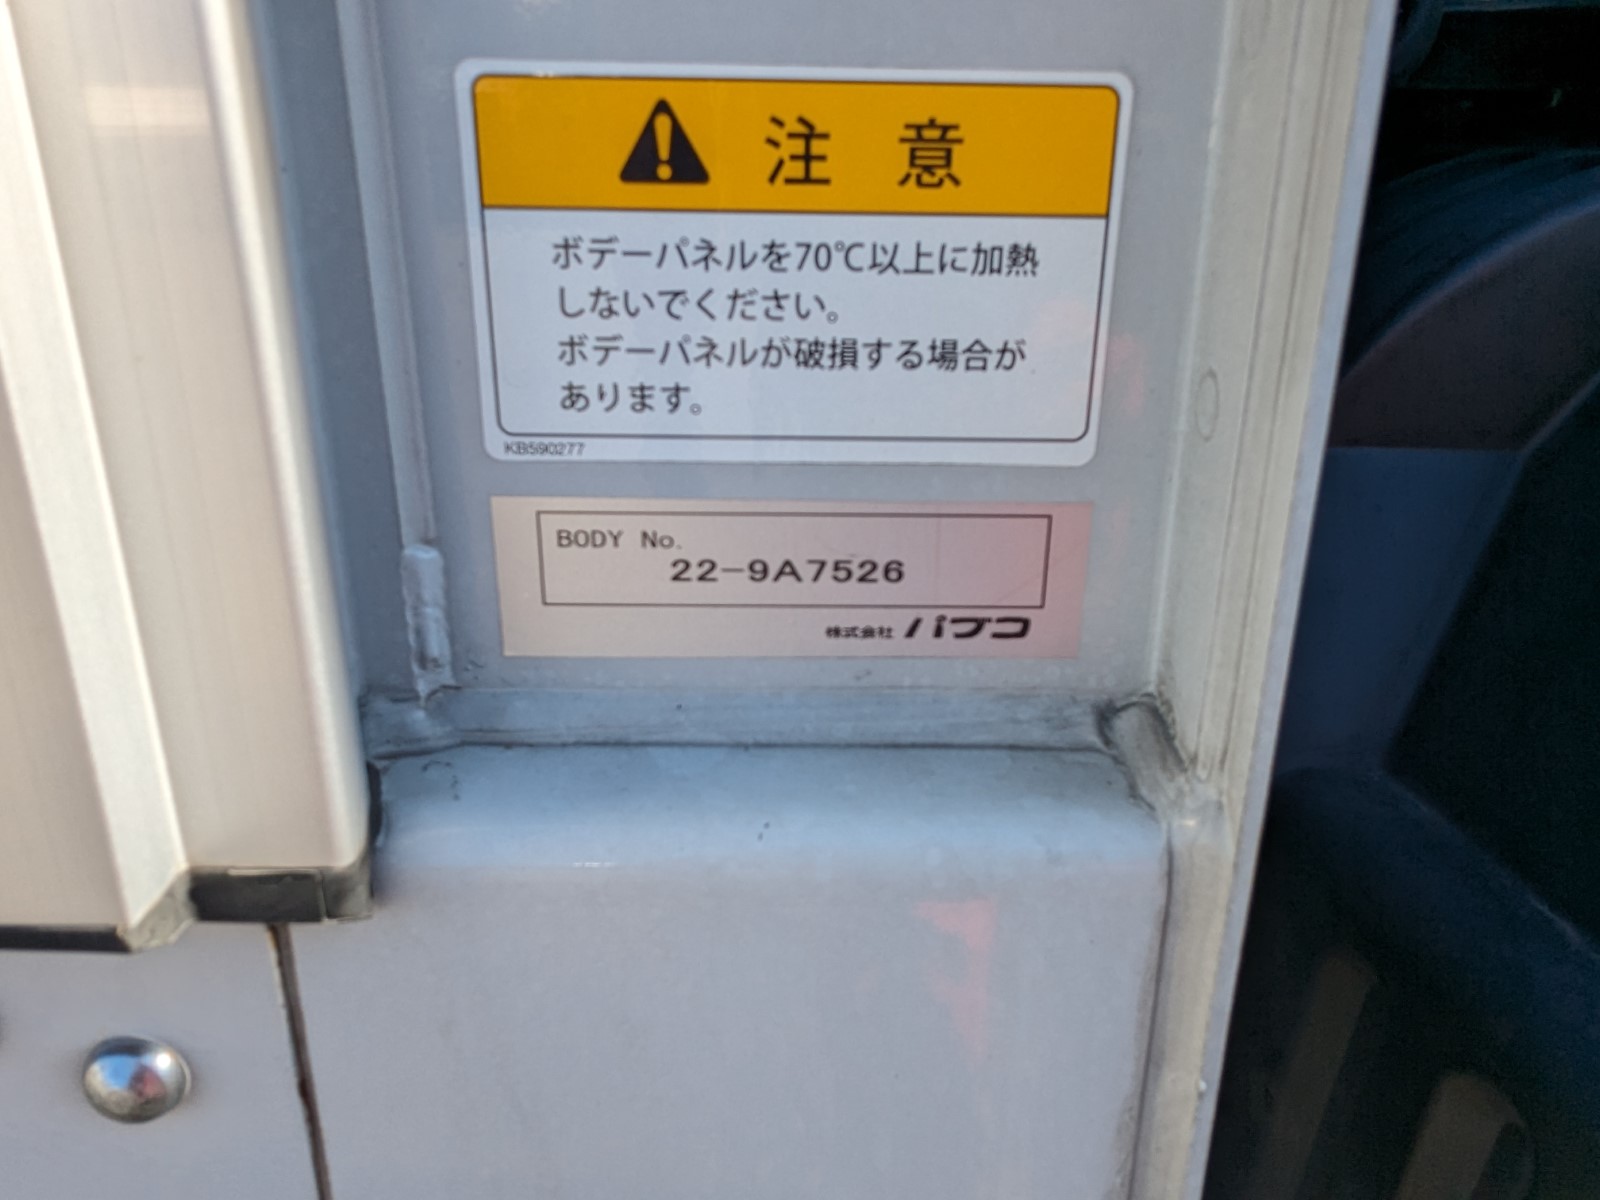 注意
ボデーパネルを70℃以上に加熱
しないでください。
ボデーパネルが破損する場合が
あります。
KB590277
BODY No.
22-9A7526
株式会社 パブコ